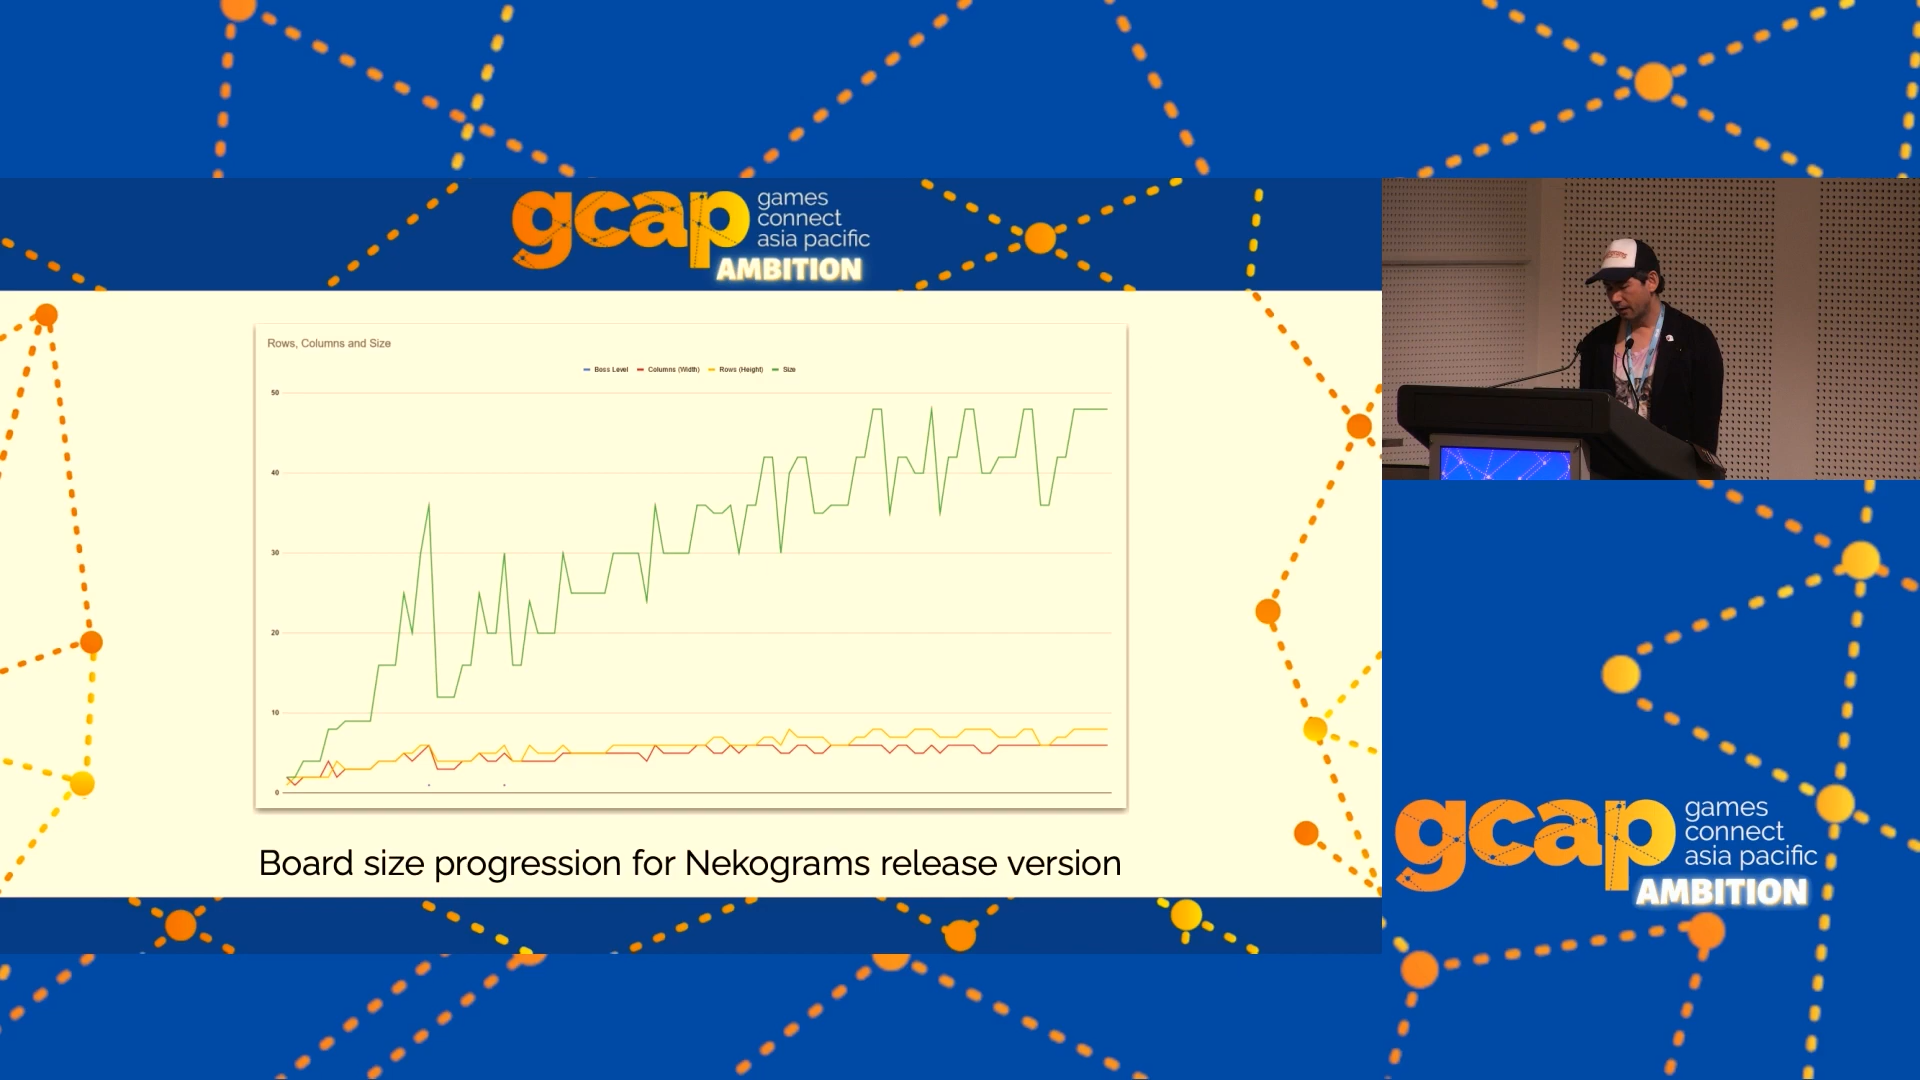 gcap games
connect
asia pacific
AMBITION
Rows, Columns and Size
Boss Level Columns (Width) Rows (Height) Size
50
40
30
20
10
0
Board size progression for Nekograms release version
gcap games
connect
asia pacific
AMBITION